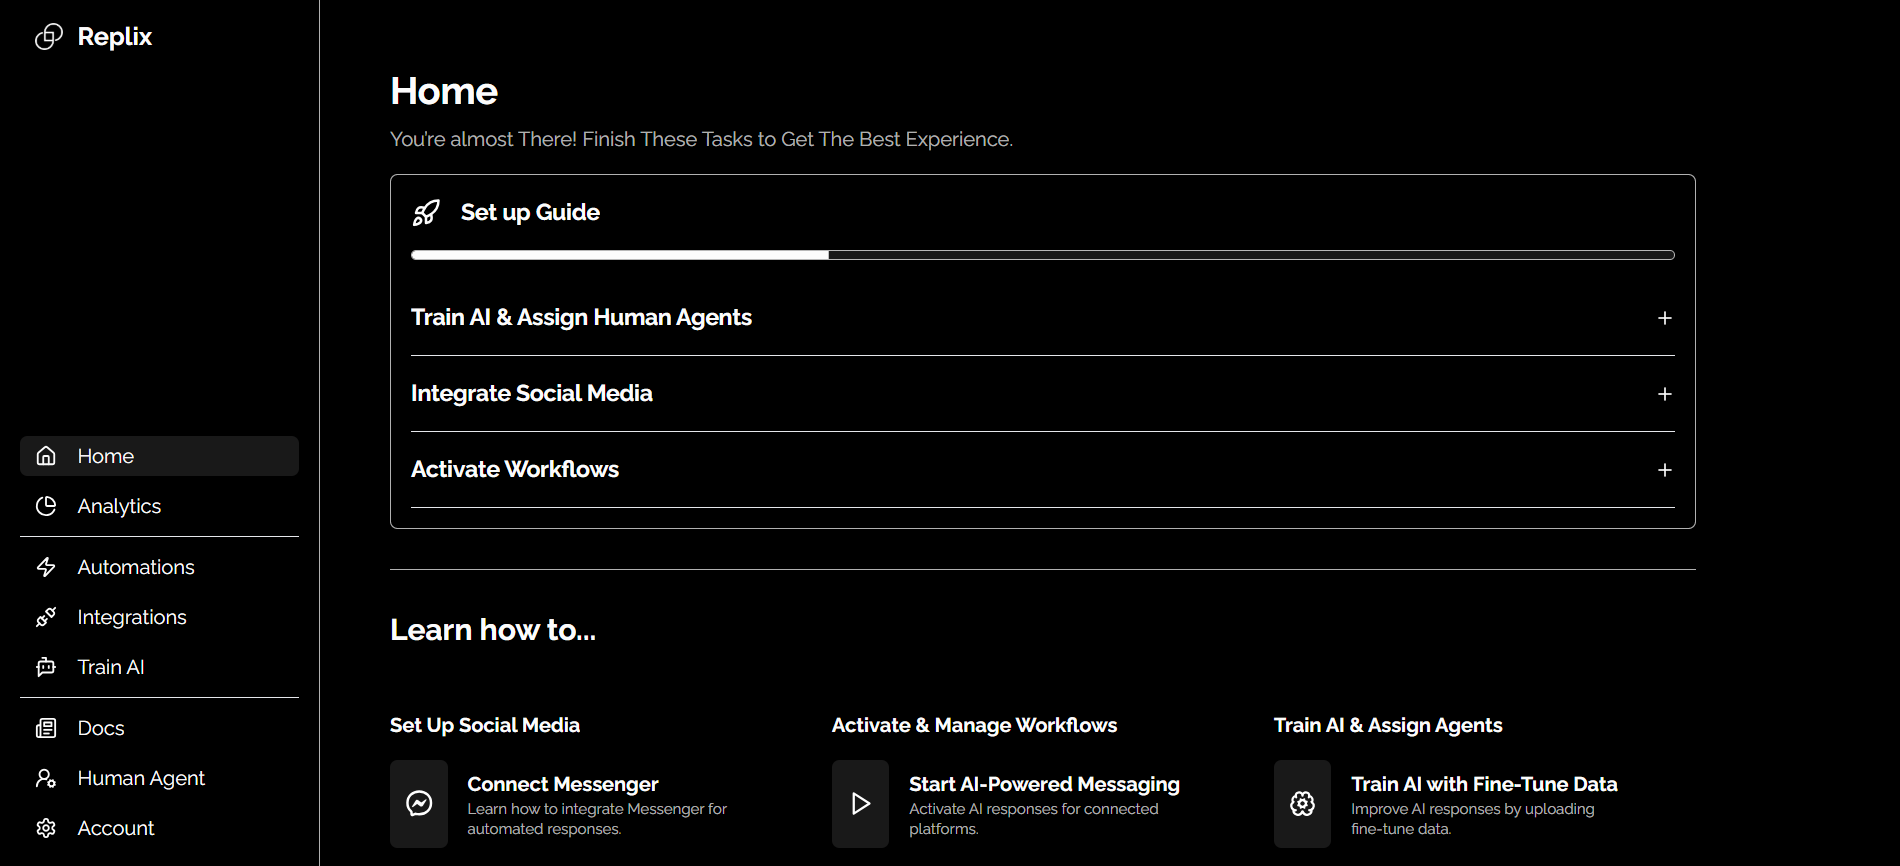 Replix
Home
Analytics
Automations
Integrations
Train AI
Docs
Human Agent
Account
Home
You're almost There! Finish These Tasks to Get The Best Experience.
Set up Guide
Train AI & Assign Human Agents
Integrate Social Media
Activate Workflows
Learn how to...
Set Up Social Media
Connect Messenger
Learn how to integrate Messenger for
automated responses.
Activate & Manage Workflows
Start AI-Powered Messaging
Activate AI responses for connected
platforms.
Train AI & Assign Agents
Train AI with Fine-Tune Data
Improve AI responses by uploading
fine-tune data.